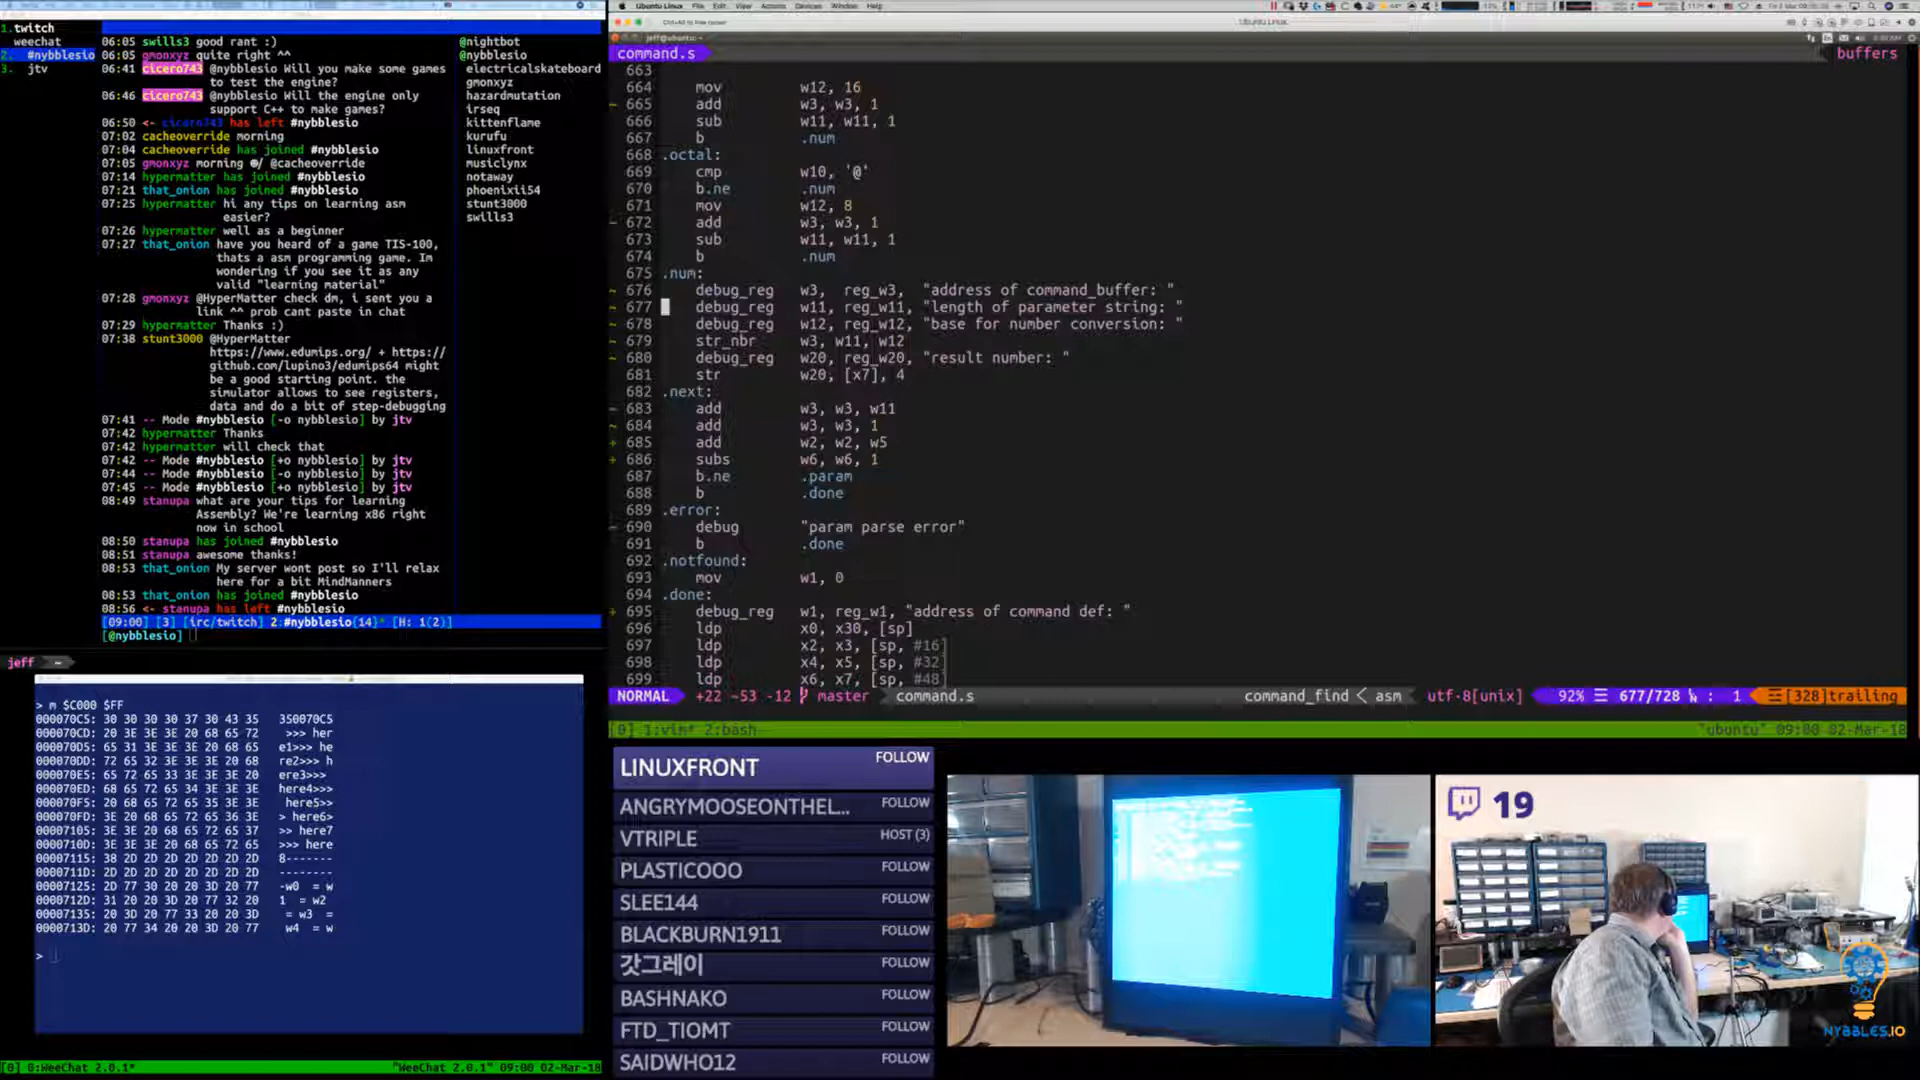 1.twitch
weechat
2. #nybblesio
3. jtv
06:05 swills3 good rant :)
06:05 gmonxyz quite right ^^
06:41 cicero743 @nybblesio Will you make some games
to test the engine?
06:46 cicero743 @nybblesio Will the engine only
support C++ to make games?
06:50 <- cicero743 has left #nybblesio
07:02 cacheoverride morning
07:04 cacheoverride has joined #nybblesio
07:05 gmonxyz morning @cacheoverride
07:14 hypermatter has joined #nybblesio
07:21 that_onion has joined #nybblesio
07:25 hypermatter hi any tips on learning asm
easier?
07:26 hypermatter well as a beginner
07:27 that_onion have you heard of a game TIS-100,
thats a asm programming game. Im
wondering if you see it as any
valid "learning material"
07:28 gmonxyz @HyperMatter check dm, i sent you a
link ^^ prob cant paste in chat
07:29 hypermatter Thanks :)
07:38 stunt3000 @HyperMatter
https://www.edumips.org/ + https://
github.com/lupino3/edumips64 might
be a good starting point. the
simulator allows to see registers,
data and do a bit of step-debugging
07:41 -- Mode #nybblesio [-o nybblesio] by jtv
07:42 hypermatter Thanks
07:42 hypermatter will check that
07:42 -- Mode #nybblesio [+o nybblesio] by jtv
07:44 -- Mode #nybblesio [-o nybblesio] by jtv
07:45 -- Mode #nybblesio [+o nybblesio] by jtv
08:49 stanupa what are your tips for learning
Assembly? We're learning x86 right
now in school
08:50 stanupa has joined #nybblesio
08:51 stanupa awesome thanks!
08:53 that_onion My server wont post so I'll relax
here for a bit MindManners
08:53 that_onion has joined #nybblesio
08:56 <- stanupa has left #nybblesio
[09:00] [3] [irc/twitch] 2:#nybblesio{14}* [H: 1(2)]
[@nybblesio]
@nightbot
@nybblesio
electricalskateboard
gmonxyz
hazardmutation
irseq
kittenflame
kurufu
linuxfront
musiclynx
notaway
phoenixii54
stunt3000
swills3
jeff ~
> m $C000 $FF
000070C5: 30 30 30 30 37 30 43 35 350070C5
000070CD: 20 3E 3E 3E 20 68 65 72 >>> her
000070D5: 65 31 3E 3E 3E 20 68 65 e1>>> he
000070DD: 72 65 32 3E 3E 3E 20 68 re2>>> h
000070E5: 65 72 65 33 3E 3E 3E 20 ere3>>>
000070ED: 68 65 72 65 34 3E 3E 3E here4>>>
000070F5: 20 68 65 72 65 35 3E 3E here5>>
000070FD: 3E 20 68 65 72 65 36 3E > here6>
00007105: 3E 3E 20 68 65 72 65 37 >> here7
0000710D: 3E 3E 3E 20 68 65 72 65 >>> here
00007115: 38 2D 2D 2D 2D 2D 2D 2D 8-------
0000711D: 2D 2D 2D 2D 2D 2D 2D 2D --------
00007125: 2D 77 30 20 20 3D 20 77 -w0 = w
0000712D: 31 20 20 3D 20 77 32 20 1 = w2
00007135: 20 3D 20 77 33 20 20 3D = w3 =
0000713D: 20 77 34 20 20 3D 20 77 w4 = w
>
[0] 0:WeeChat 2.0.1*
"WeeChat 2.0.1" 09:00 02-Mar-18
Ubuntu Linux File Edit View Actions Devices Window Help
Ubuntu Linux
command.s
buffers
663
664 mov w12, 16
665 add w3, w3, 1
666 sub w11, w11, 1
667 b .num
668 .octal:
669 cmp w10, '@'
670 b.ne .num
671 mov w12, 8
672 add w3, w3, 1
673 sub w11, w11, 1
674 b .num
675 .num:
676 debug_reg w3, reg_w3, "address of command_buffer: "
677 debug_reg w11, reg_w11, "length of parameter string: "
678 debug_reg w12, reg_w12, "base for number conversion: "
679 str_nbr w3, w11, w12
680 debug_reg w20, reg_w20, "result number: "
681 str w20, [x7], 4
682 .next:
683 add w3, w3, w11
684 add w3, w3, 1
685 add w2, w2, w5
686 subs w6, w6, 1
687 b.ne .param
688 b .done
689 .error:
690 debug "param parse error"
691 b .done
692 .notfound:
693 mov w1, 0
694 .done:
695 debug_reg w1, reg_w1, "address of command def: "
696 ldp x0, x30, [sp]
697 ldp x2, x3, [sp, #16]
698 ldp x4, x5, [sp, #32]
699 ldp x6, x7, [sp, #48]
NORMAL +22 ~53 -12 master command.s command_find < asm utf-8[unix] 92% 677/728 : 1 [328]trailing
[0] 1:vim* 2:bash
"ubuntu" 09:00 02-Mar-18
LINUXFRONT FOLLOW
ANGRYMOOSEONTHEL... FOLLOW
VTRIPLE HOST (3)
PLASTICOOO FOLLOW
SLEE144 FOLLOW
BLACKBURN1911 FOLLOW
갓그레이 FOLLOW
BASHNAKO FOLLOW
FTD_TIOMT FOLLOW
SAIDWHO12 FOLLOW
19
NYBBLES.IO